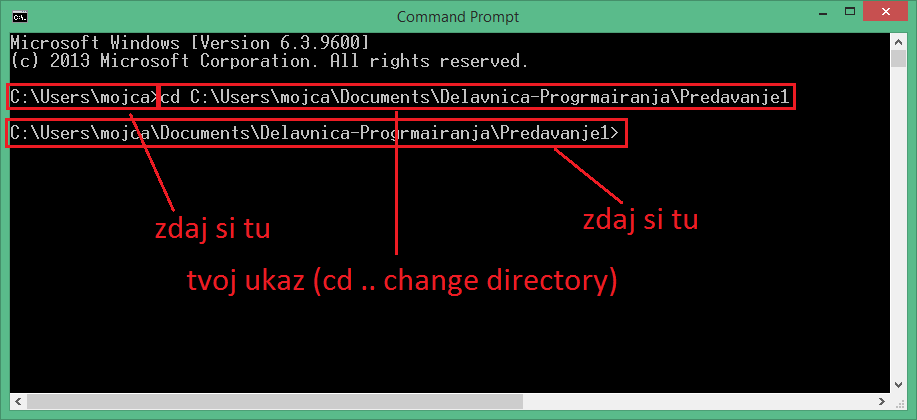 Command Prompt
Microsoft Windows [Version 6.3.9600]
(c) 2013 Microsoft Corporation. All rights reserved.
C:\Users\mojca>cd C:\Users\mojca\Documents\Delavnica-Progrmairanja\Predavanje1
C:\Users\mojca\Documents\Delavnica-Progrmairanja\Predavanje1>
zdaj si tu
zdaj si tu
tvoj ukaz (cd .. change directory)